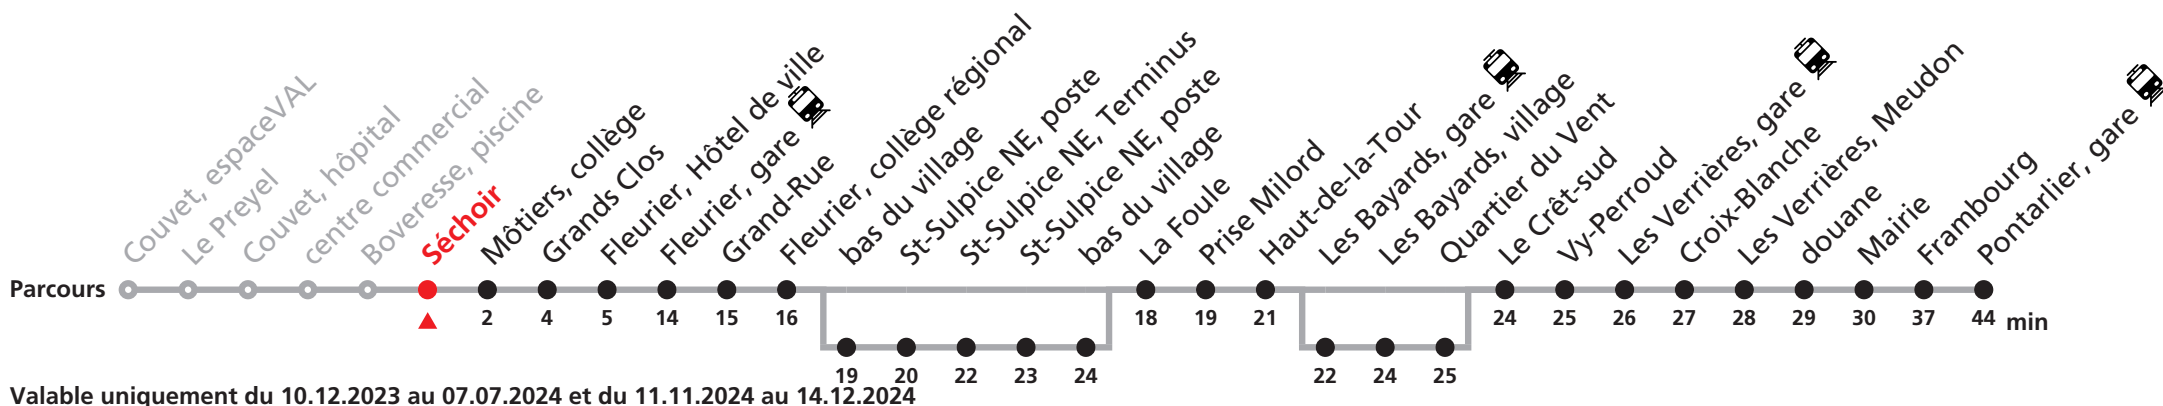 Couvet, espaceVAL
Le Preyel
Couvet, hôpital
centre commercial
Boveresse, piscine
Séchoir
Môtiers, collège
Grands Clos
Fleurier, Hôtel de ville
Fleurier, gare
Grand-Rue
Fleurier, collège régional
bas du village
St-Sulpice NE, poste
St-Sulpice NE, Terminus
St-Sulpice NE, poste
bas du village
La Foule
Prise Milord
Haut-de-la-Tour
Les Bayards, gare
Les Bayards, village
Quartier du Vent
Le Crêt-sud
Vy-Perroud
Les Verrières, gare
Croix-Blanche
Les Verrières, Meudon
douane
Mairie
Frambourg
Pontarlier, gare
Parcours
2 4 5 14 15 16 18 19 21 24 25 26 27 28 29 30 37 44 min
19 20 22 23 24 22 24 25
Valable uniquement du 10.12.2023 au 07.07.2024 et du 11.11.2024 au 14.12.2024